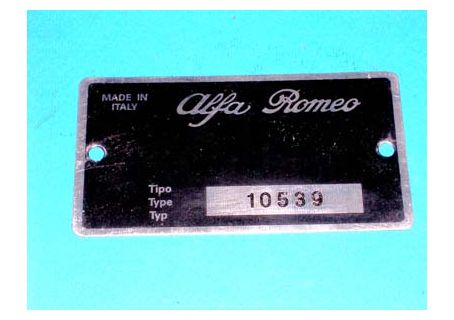 MADE IN
ITALY
Alfa Romeo
Tipo
Type
Typ
10539